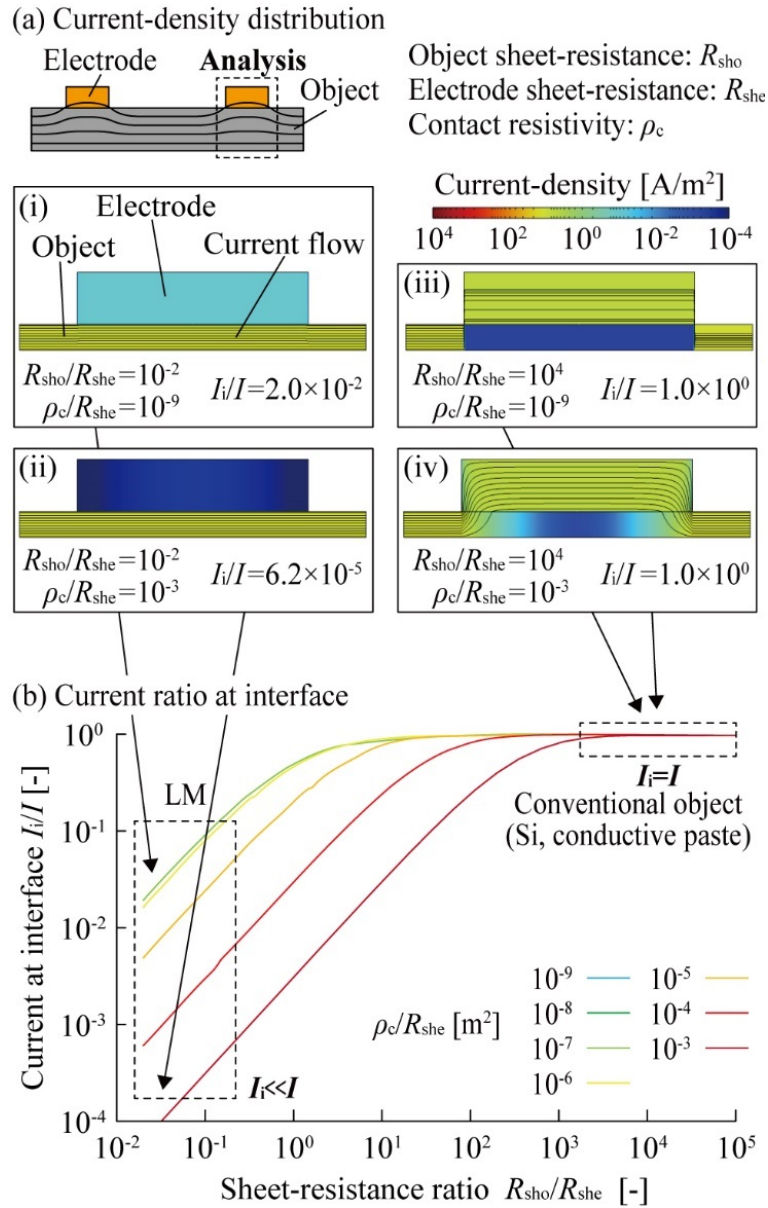 (a) Current-density distribution
Electrode
Analysis
Object
Object sheet-resistance: Rsho
Electrode sheet-resistance: Rshe
Contact resistivity: ρc
Current-density [A/m²]
10⁴ 10² 10⁰ 10⁻² 10⁻⁴
(i)
Electrode
Object
Current flow
Rsho/Rshe=10⁻²
ρc/Rshe=10⁻⁹
Ii/I=2.0×10⁻²
(iii)
Rsho/Rshe=10⁴
ρc/Rshe=10⁻⁹
Ii/I=1.0×10⁰
(ii)
Rsho/Rshe=10⁻²
ρc/Rshe=10⁻³
Ii/I=6.2×10⁻⁵
(iv)
Rsho/Rshe=10⁴
ρc/Rshe=10⁻³
Ii/I=1.0×10⁰
(b) Current ratio at interface
Current at interface Ii/I [-]
10⁰
10⁻¹
10⁻²
10⁻³
10⁻⁴
LM
Ii=I
Conventional object
(Si, conductive paste)
Ii<<I
ρc/Rshe [m²]
10⁻⁹
10⁻⁸
10⁻⁷
10⁻⁶
10⁻⁵
10⁻⁴
10⁻³
10⁻² 10⁻¹ 10⁰ 10¹ 10² 10³ 10⁴ 10⁵
Sheet-resistance ratio Rsho/Rshe [-]